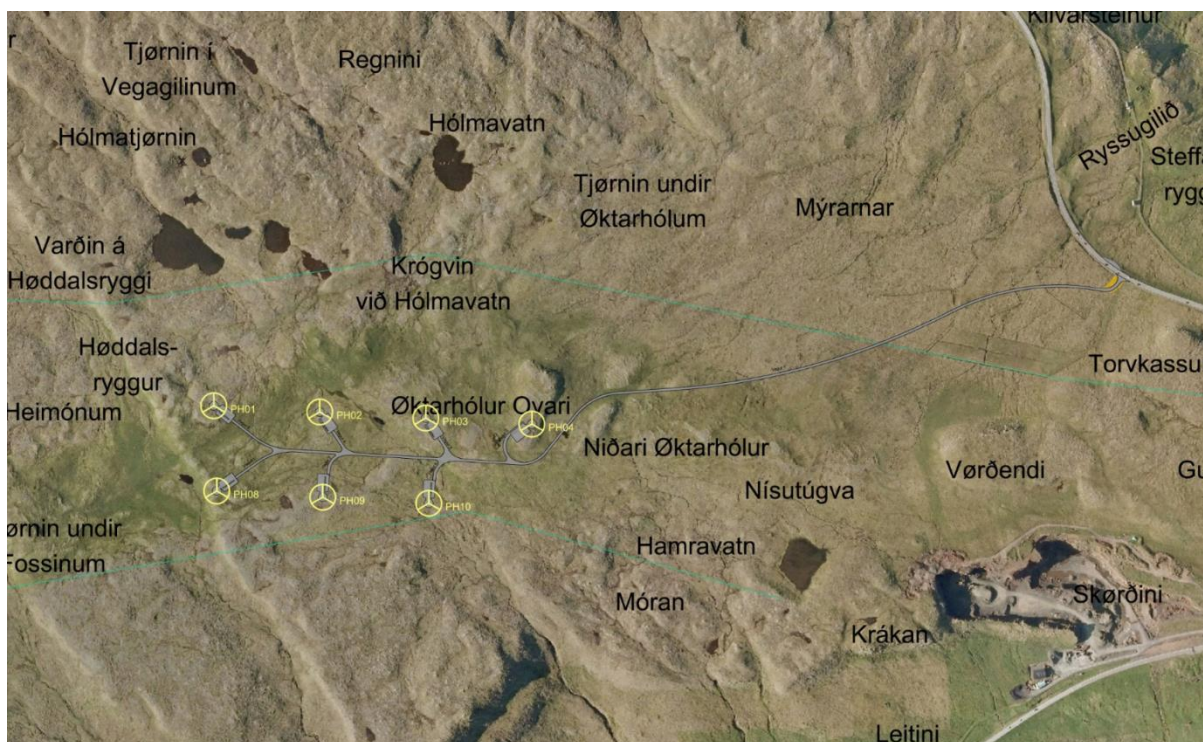 Klivarsteinur
r
Tjørnin í
Vegagilinum
Regnini
Hólmatjørnin
Hólmavatn
Ryssugilið
Steff
rygg
Tjørnin undir
Øktarhólum
Mýrarnar
Varðin á
Høddalsryggi
Krógvin
við Hólmavatn
Høddals-
ryggur
Torvkassu
Heimónum
PH01
PH02
Øktarhólur Ovari
PH03
PH04
Niðari Øktarhólur
Vørðendi
Gu
Nísutúgva
PH08
PH09
PH10
ørnin undir
Fossinum
Hamravatn
Móran
Skørðini
Krákan
Leitini